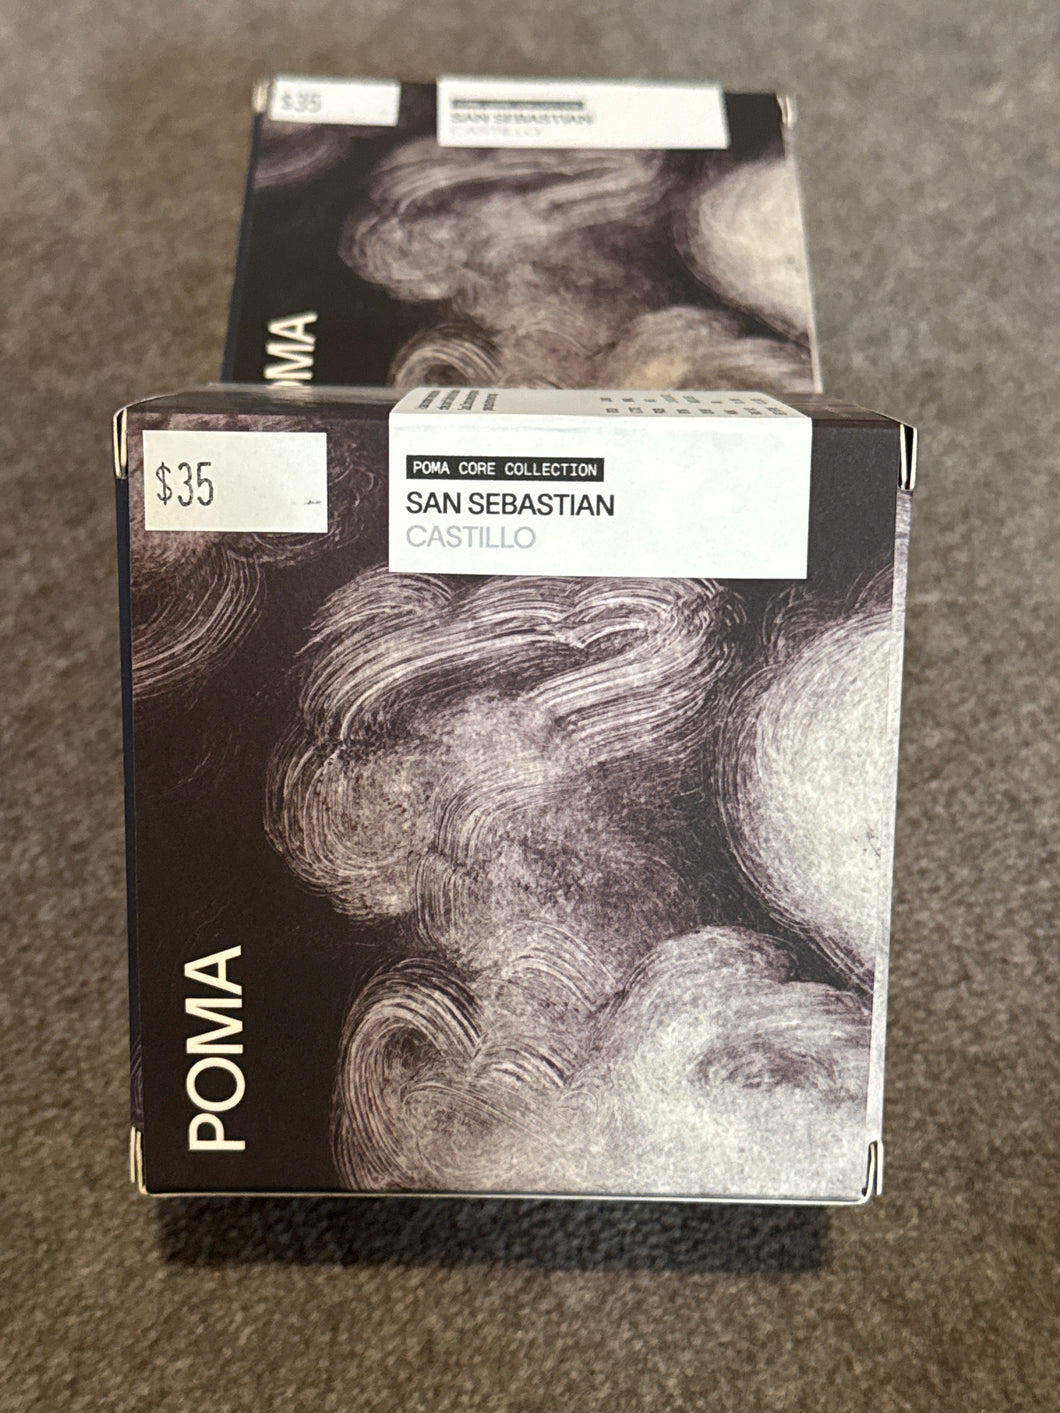 $35
SAN SEBASTIAN
CASTILLO
POMA
$35
POMA CORE COLLECTION
SAN SEBASTIAN
CASTILLO
POMA